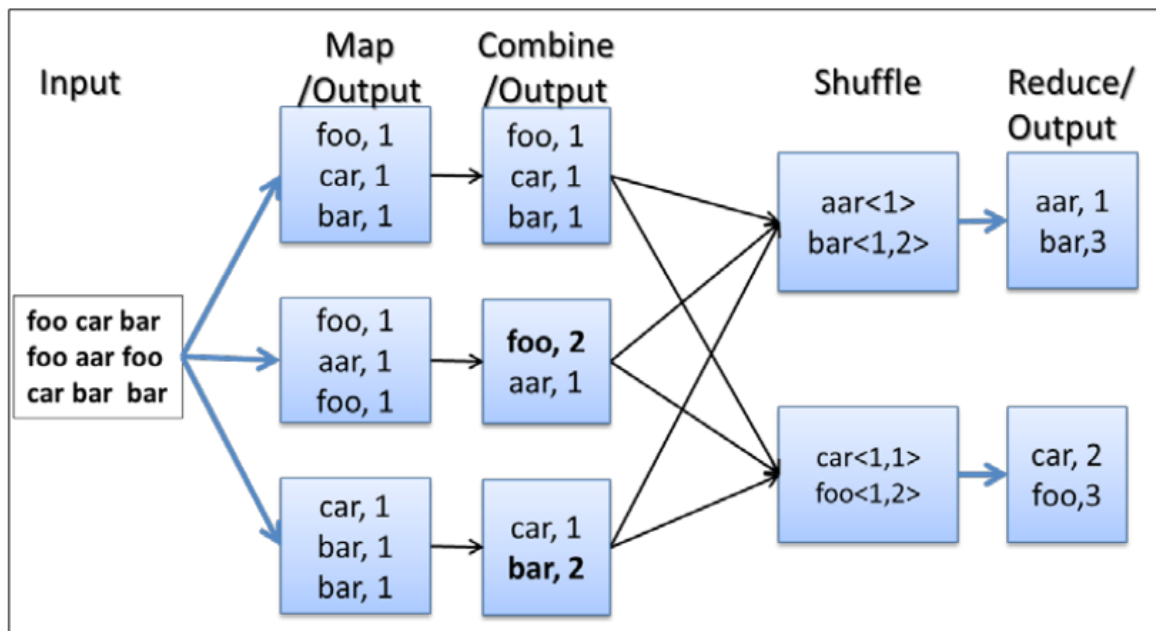 Input
Map
/Output
Combine
/Output
Shuffle
Reduce/
Output
foo car bar
foo aar foo
car bar  bar
foo, 1
car, 1
bar, 1
foo, 1
aar, 1
foo, 1
car, 1
bar, 1
bar, 1
foo, 1
car, 1
bar, 1
foo, 2
aar, 1
car, 1
bar, 2
aar<1>
bar<1,2>
car<1,1>
foo<1,2>
aar, 1
bar,3
car, 2
foo,3